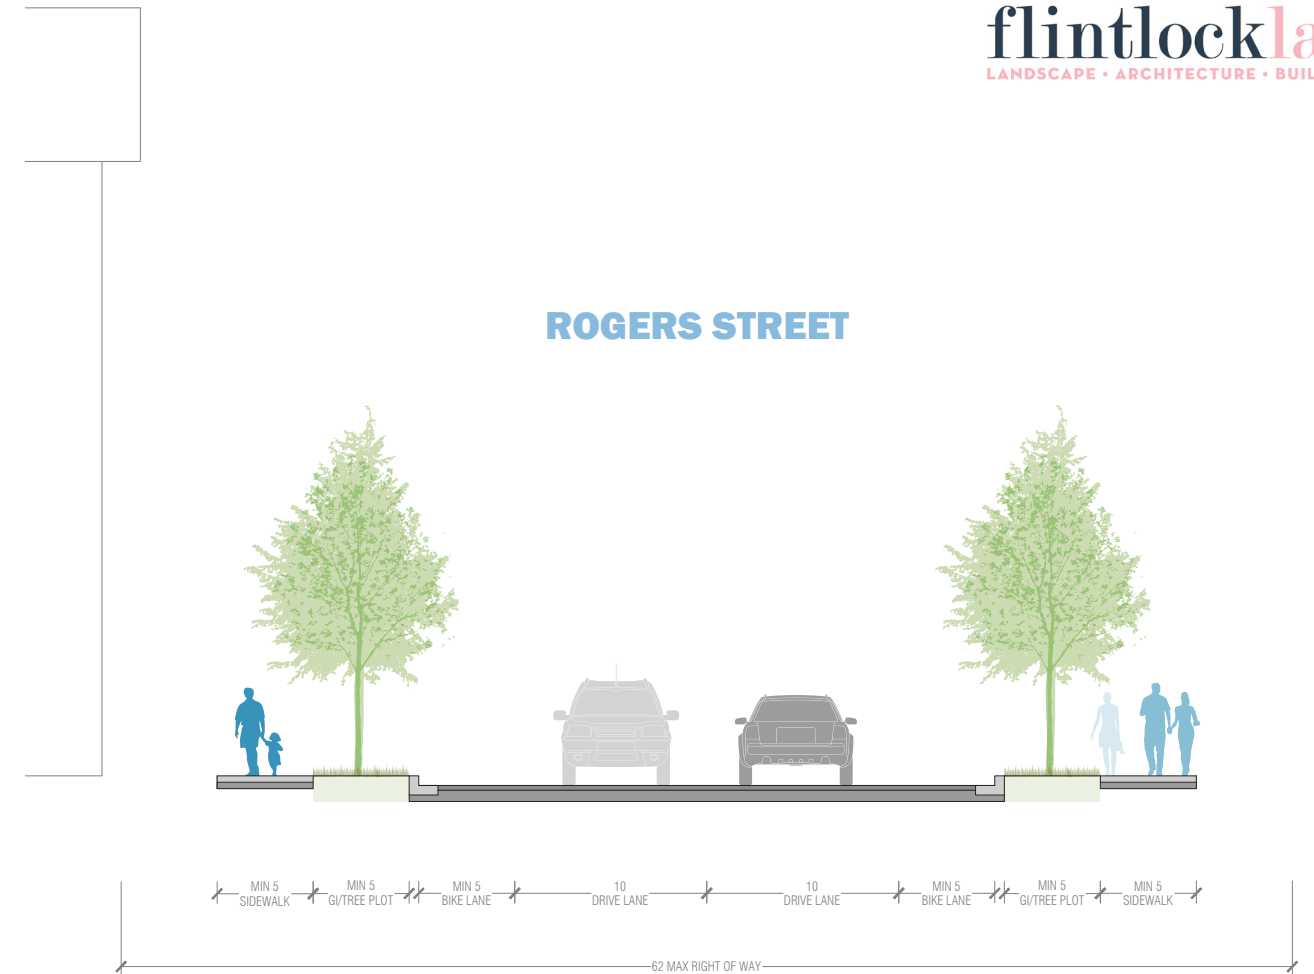 flintlockla
LANDSCAPE • ARCHITECTURE • BUIL
ROGERS STREET
MIN 5
SIDEWALK
MIN 5
GI/TREE PLOT
MIN 5
BIKE LANE
10
DRIVE LANE
10
DRIVE LANE
MIN 5
BIKE LANE
MIN 5
GI/TREE PLOT
MIN 5
SIDEWALK
62 MAX RIGHT OF WAY